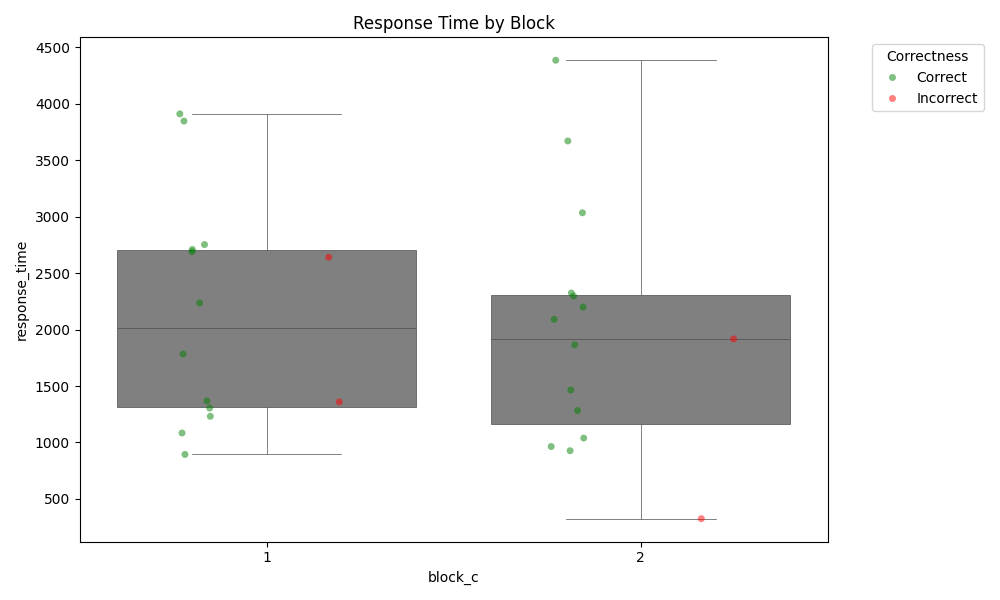 Response Time by Block
4500
4000
3500
3000
2500
2000
1500
1000
500
response_time
1
2
block_c
Correctness
Correct
Incorrect